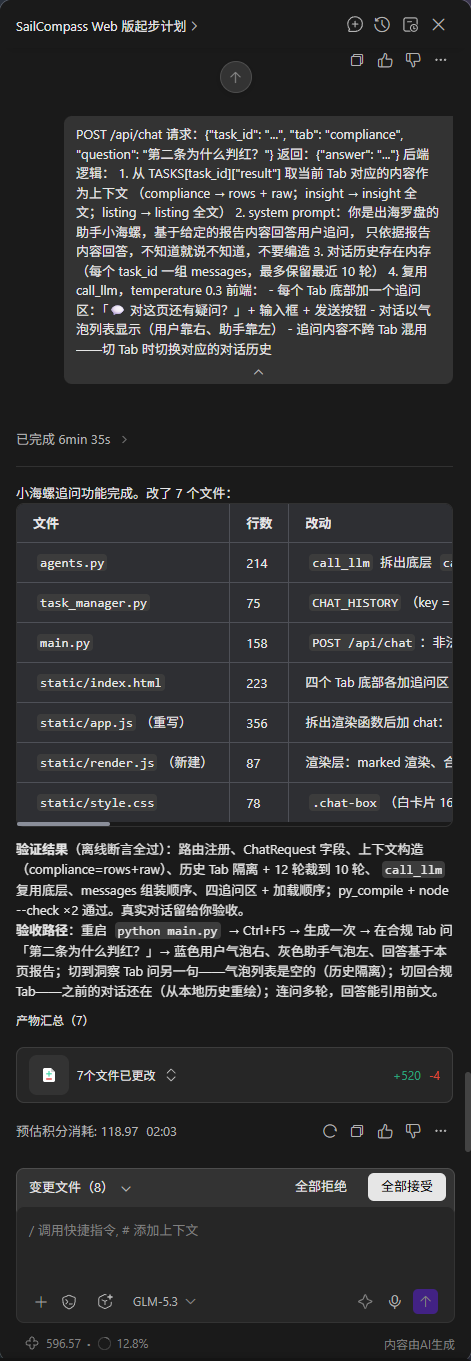 SailCompass Web 版起步计划
POST /api/chat 请求：{"task_id": "...", "tab": "compliance",
"question": "第二条为什么判红？"} 返回：{"answer": "..."} 后端
逻辑： 1. 从 TASKS[task_id]["result"] 取当前 Tab 对应的内容作
为上下文 （compliance → rows + raw；insight → insight 全
文；listing → listing 全文） 2. system prompt：你是出海罗盘的
助手小海螺，基于给定的报告内容回答用户追问， 只依据报告
内容回答，不知道就说不知道，不要编造 3. 对话历史存在内存
（每个 task_id 一组 messages，最多保留最近 10 轮） 4. 复用
call_llm，temperature 0.3 前端： - 每个 Tab 底部加一个追问
区：「💬 对这页还有疑问？」+ 输入框 + 发送按钮 - 对话以气
泡列表显示（用户靠右、助手靠左） - 追问内容不跨 Tab 混用
——切 Tab 时切换对应的对话历史
已完成 6min 35s
小海螺追问功能完成。改了 7 个文件：
文件 行数 改动
agents.py 214 call_llm 拆出底层
task_manager.py 75 CHAT_HISTORY （key =
main.py 158 POST /api/chat ：
static/index.html 223 四个 Tab 底部各加追问区
static/app.js （重写） 356 拆出渲染函数后加 chat：
static/render.js （新建） 87 渲染层：marked 渲染、
static/style.css 78 .chat-box （白卡片 16
验证结果（离线断言全过）：路由注册、ChatRequest 字段、上下文构造
（compliance=rows+raw）、历史 Tab 隔离 + 12 轮裁到 10 轮、 call_llm
复用底层、messages 组装顺序、四追问区 + 加载顺序；py_compile + node
--check ×2 通过。真实对话留给你验收。
验收路径：重启 python main.py → Ctrl+F5 → 生成一次 → 在合规 Tab 问
「第二条为什么判红？」→ 蓝色用户气泡右、灰色助手气泡左、回答基于本
页报告；切到洞察 Tab 问另一句——气泡列表是空的（历史隔离）；切回合规
Tab——之前的对话还在（从本地历史重绘）；连问多轮，回答能引用前文。
产物汇总（7）
7个文件已更改 +520 -4
预估积分消耗: 118.97 02:03
变更文件（8） 全部拒绝 全部接受
/ 调用快捷指令, # 添加上下文
GLM-5.3
596.57 · 12.8% 内容由AI生成